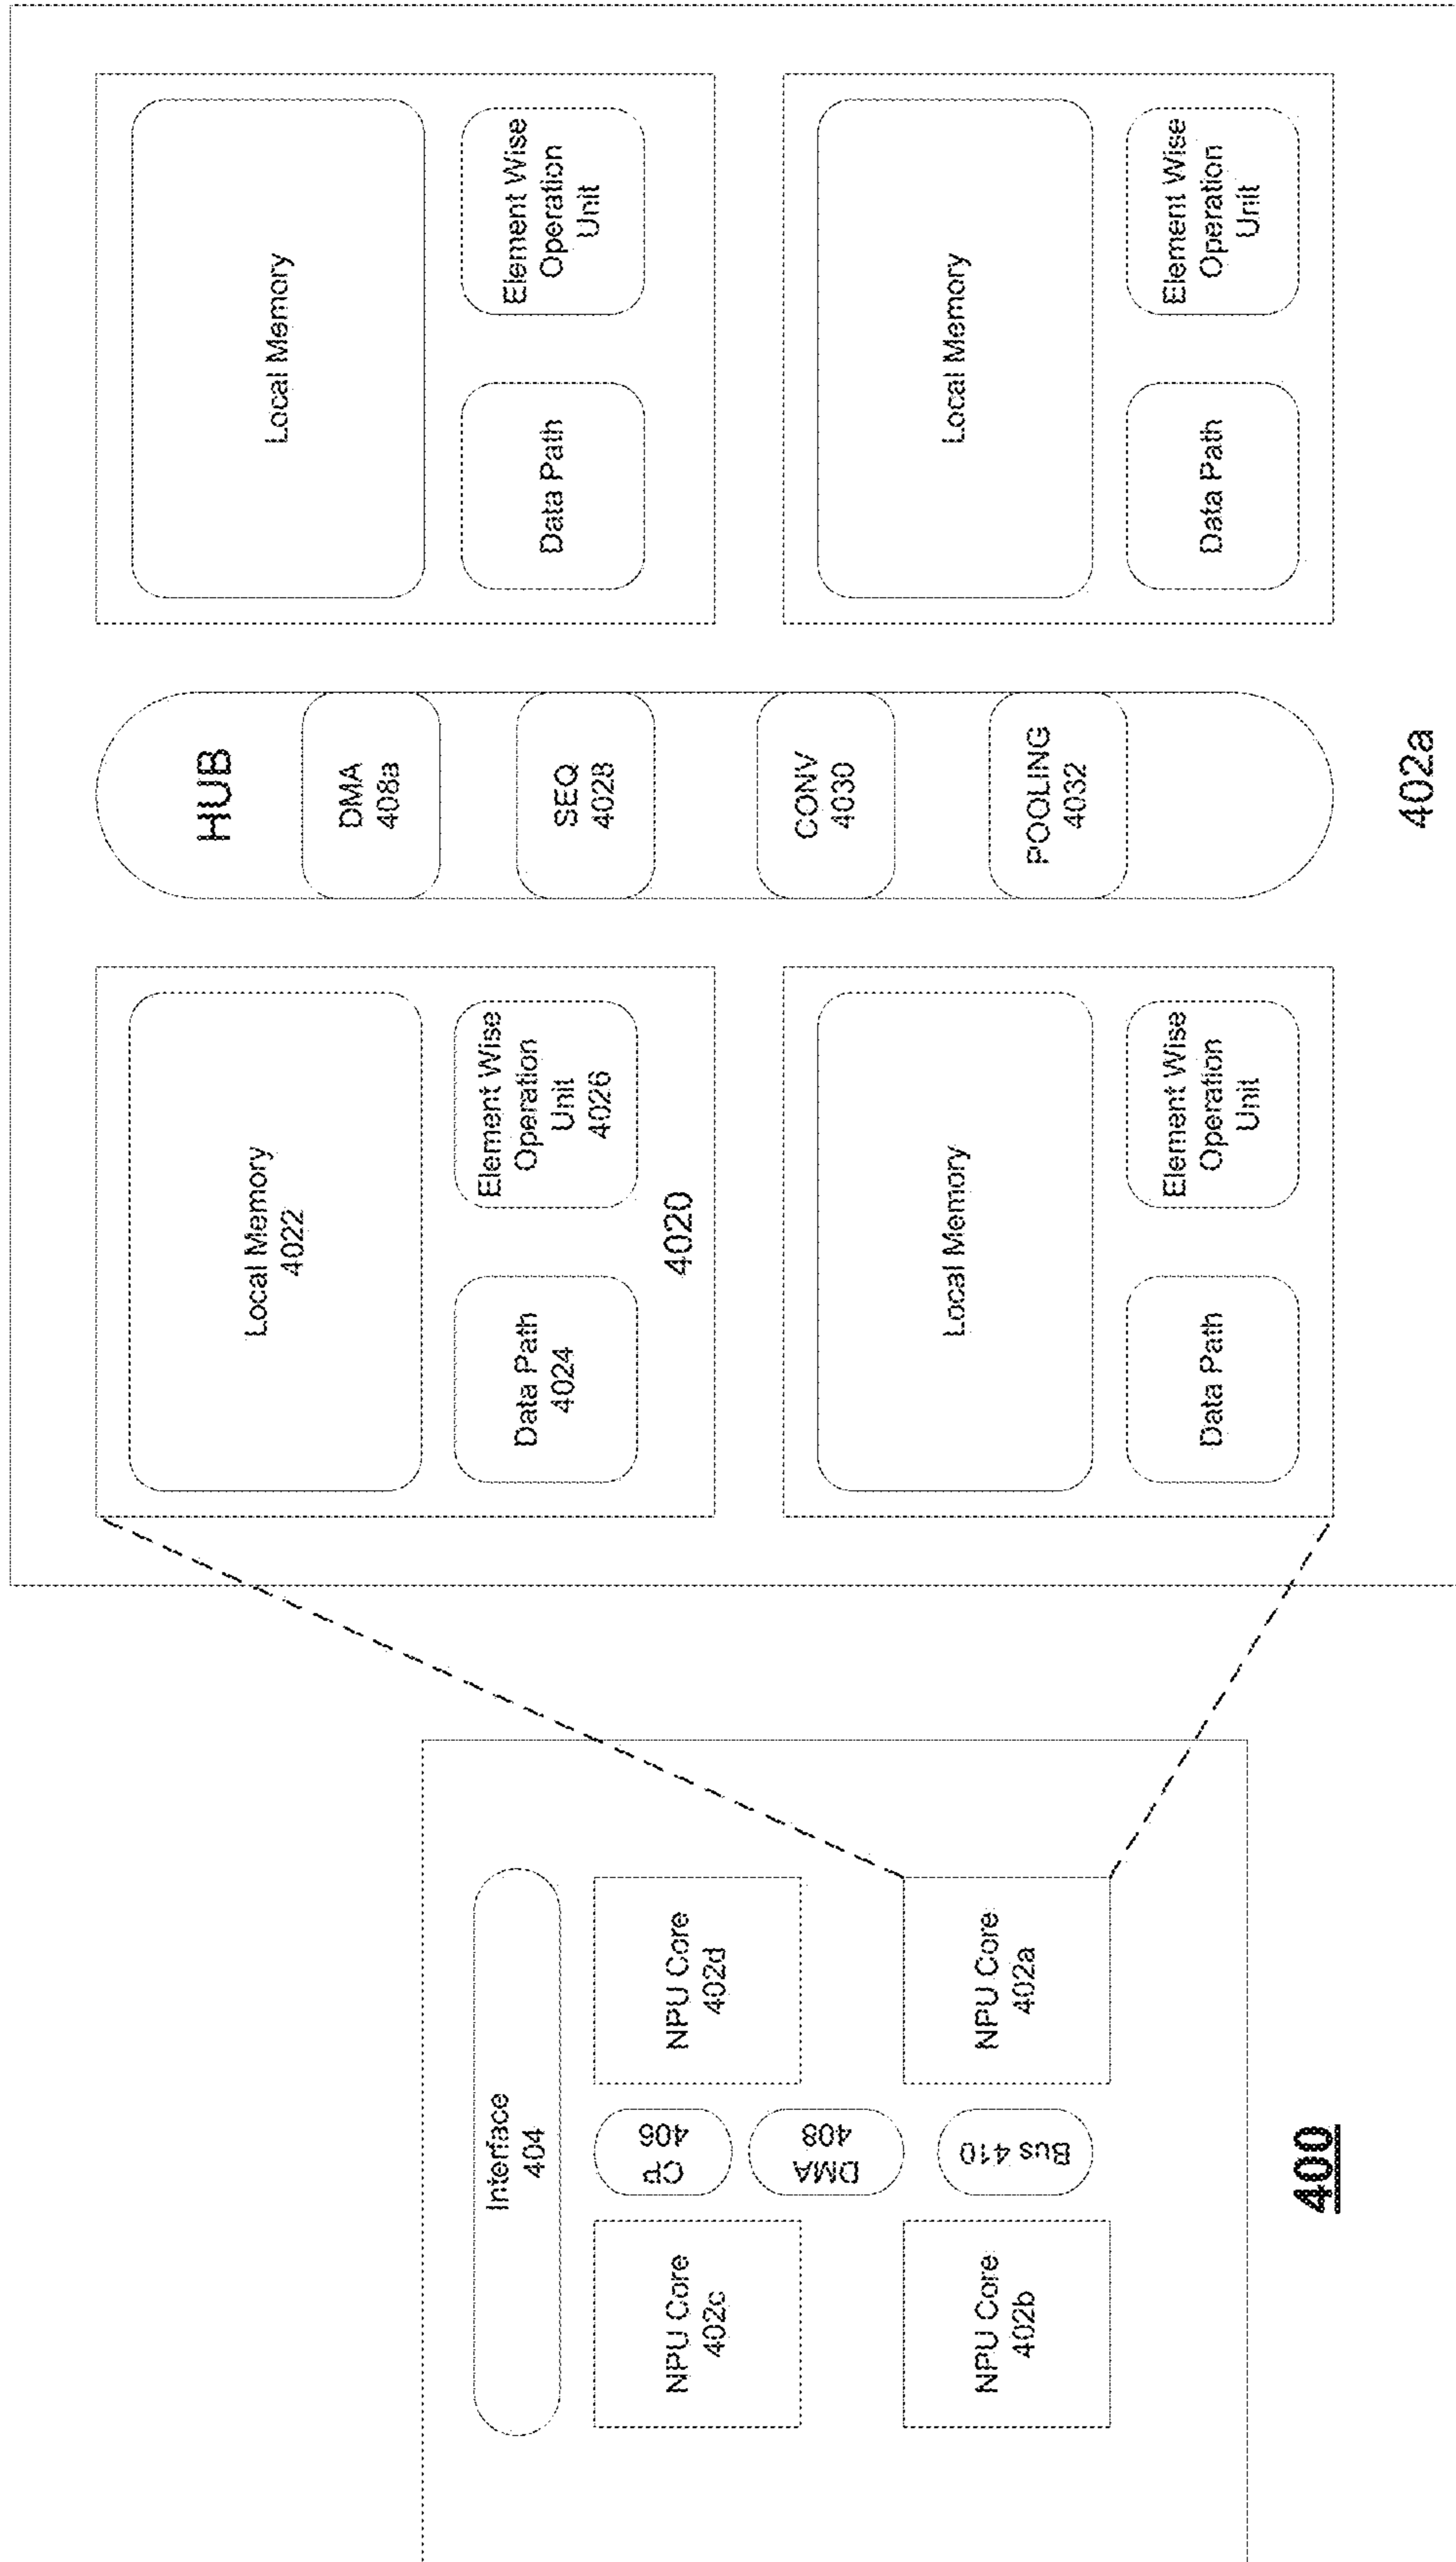 Interface
404
NPU Core
402c
CP
406
NPU Core
402d
DMA
408
NPU Core
402b
Bus 410
NPU Core
402a
400
Local Memory
4022
Data Path
4024
Element Wise
Operation
Unit
4026
4020
Local Memory
Data Path
Element Wise
Operation
Unit
HUB
DMA
408a
SEQ
4028
CONV
4030
POOLING
4032
Local Memory
Data Path
Element Wise
Operation
Unit
Local Memory
Data Path
Element Wise
Operation
Unit
402a